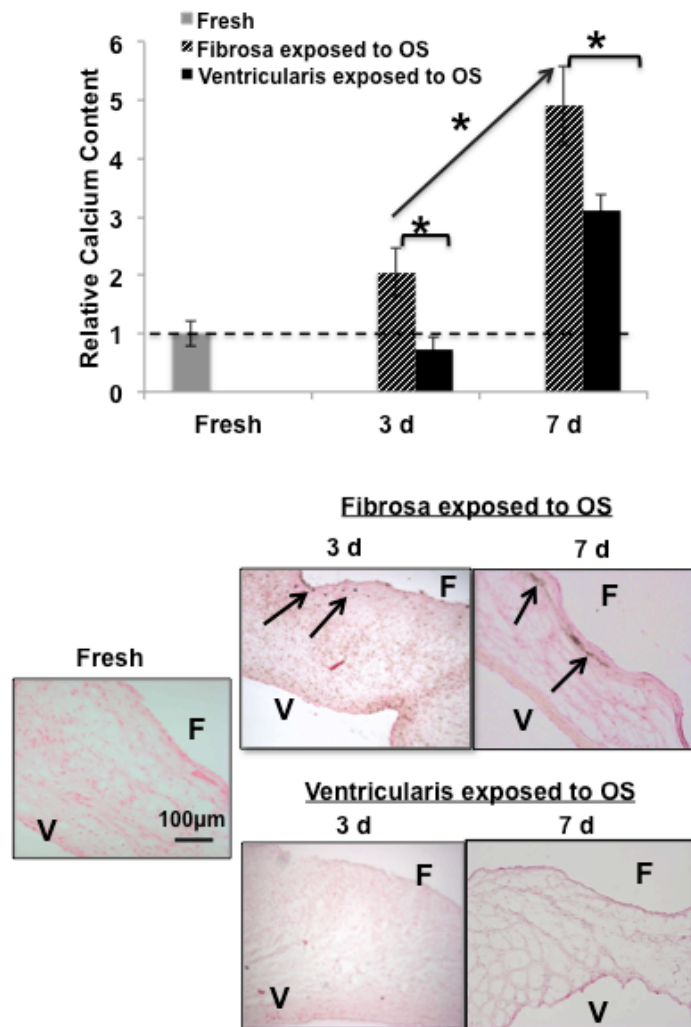 Fresh
Fibrosa exposed to OS
Ventricularis exposed to OS
Relative Calcium Content
6
5
4
3
2
1
0
*
*
*
Fresh 3 d 7 d
Fibrosa exposed to OS
3 d 7 d
F F
V V
Fresh
F
V 100μm
Ventricularis exposed to OS
3 d 7 d
F F
V V